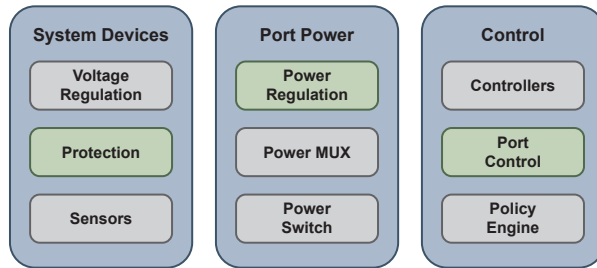 System Devices
Voltage
Regulation
Protection
Sensors
Port Power
Power
Regulation
Power MUX
Power
Switch
Control
Controllers
Port
Control
Policy
Engine